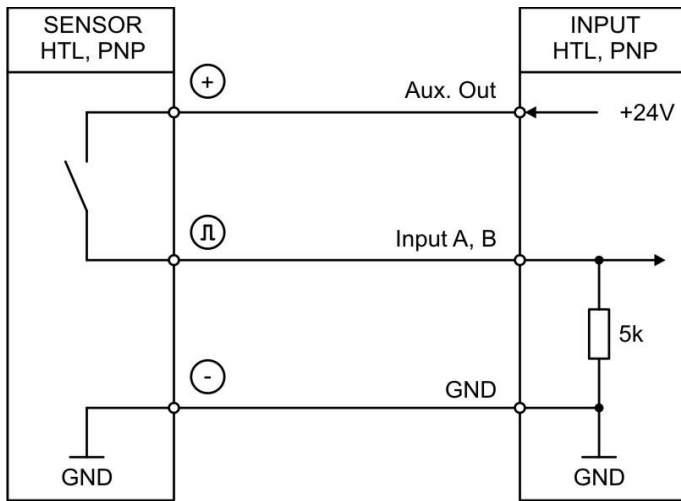 SENSOR
HTL, PNP
INPUT
HTL, PNP
+
Aux. Out
+24V
Input A, B
5k
-
GND
GND
GND